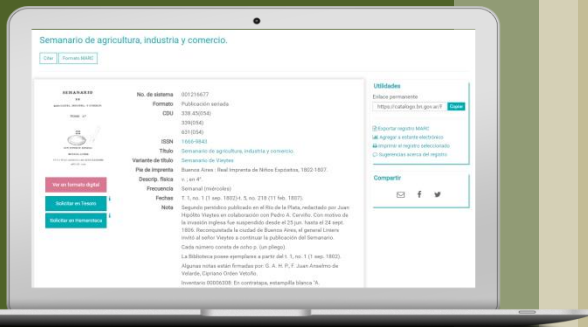 Semanario de agricultura, industria y comercio.
Citar
Formato MARC
SEMANARIO
No. de sistema 001216677
Formato Publicación seriada
CDU 338.45(054)
339(054)
631(054)
ISSN 1666-5843
Título Semanario de agricultura, industria y comercio.
Variante de título Semanario de Vieytes
Pie de imprenta Buenos Aires : Real Imprenta de Niños Expósitos, 1802-1807.
Descrip. física v. ; en 4°.
Frecuencia Semanal (miércoles)
Fechas T. 1, no. 1 (1 sep. 1802)-t. 5, no. 218 (11 feb. 1807).
Nota Segundo periódico publicado en el Río de la Plata, redactado por Juan
Hipólito Vieytes en colaboración con Pedro A. Cerviño. Con motivo de
la invasión inglesa fue suspendido desde el 25 jun. hasta el 24 sept.
1806. Reconquistada la ciudad de Buenos Aires, el general Liniers
invitó al señor Vieytes a continuar la publicación del Semanario.
Cada número consta de ocho p. (un pliego).
La Biblioteca posee ejemplares a partir del t. 1, no. 1 (1 sep. 1802).
Algunas notas están firmadas por: G. A. H. P., F. Juan Anselmo de
Velarde, Cipriano Orden Vetoño.
Inventario 00006308: En contratapa, estampilla blanca "A.
Ver en formato digital
Solicitar en Tesoro
Solicitar en Hemeroteca
Utilidades
Enlace permanente
https://catalogo.bn.gov.ar/F
Copiar
Exportar registro MARC
Agregar a estante electrónico
Imprimir el registro seleccionado
Sugerencias acerca del registro
Compartir